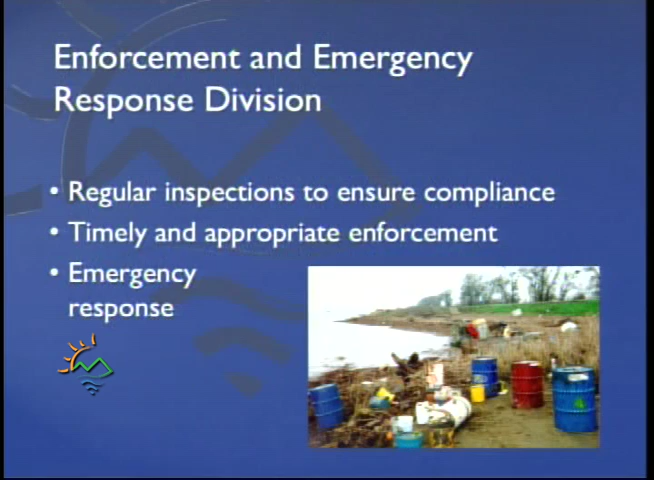 Enforcement and Emergency
Response Division
• Regular inspections to ensure compliance
• Timely and appropriate enforcement
• Emergency
response